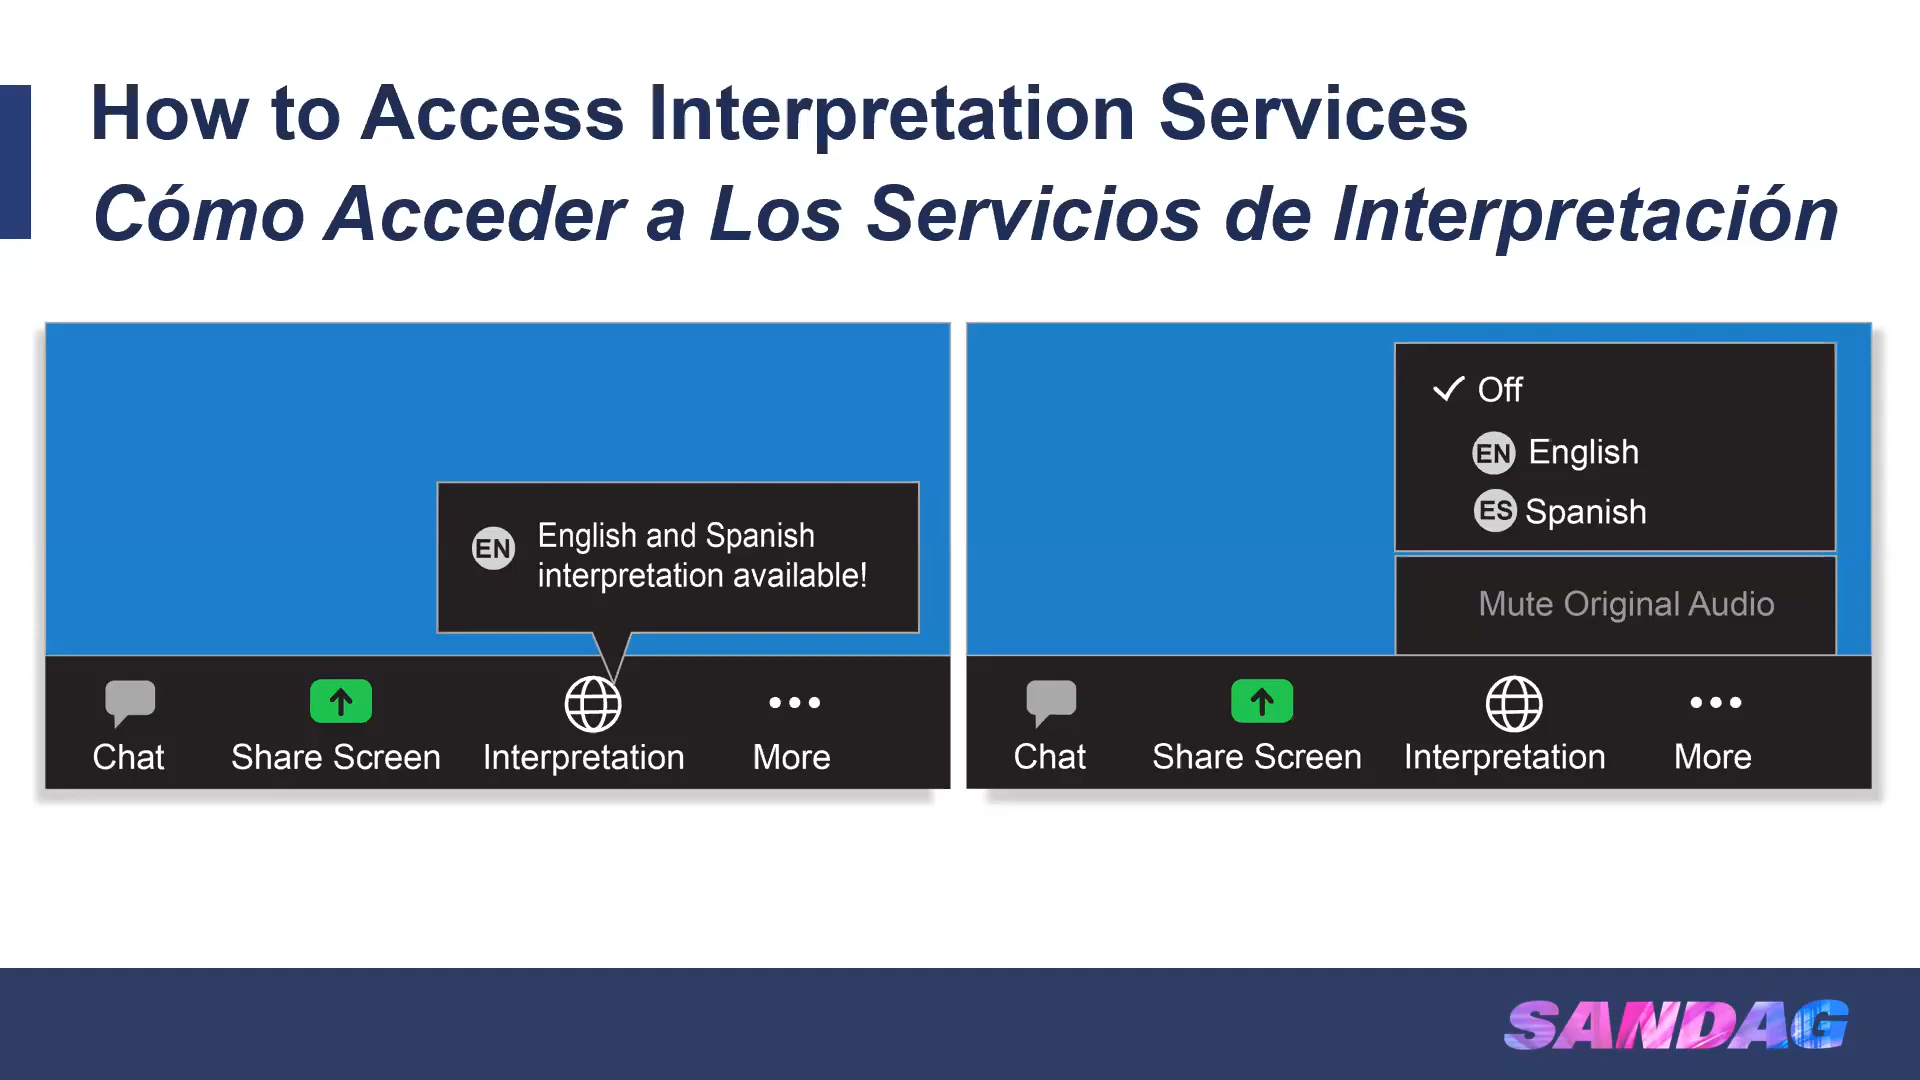 How to Access Interpretation Services
Cómo Acceder a Los Servicios de Interpretación
EN
English and Spanish
interpretation available!
Chat
Share Screen
Interpretation
More
Off
EN English
ES Spanish
Mute Original Audio
Chat
Share Screen
Interpretation
More
SANDAG